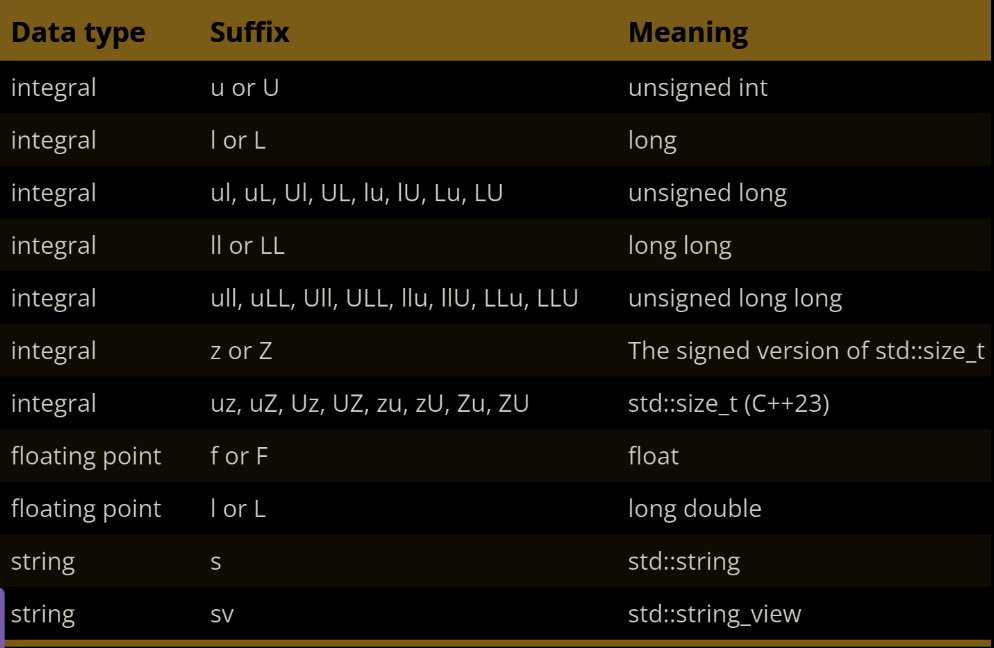 Data type Suffix Meaning
integral u or U unsigned int
integral l or L long
integral ul, uL, Ul, UL, lu, lU, Lu, LU unsigned long
integral ll or LL long long
integral ull, uLL, Ull, ULL, llu, llU, LLu, LLU unsigned long long
integral z or Z The signed version of std::size_t
integral uz, uZ, Uz, UZ, zu, zU, Zu, ZU std::size_t (C++23)
floating point f or F float
floating point l or L long double
string s std::string
string sv std::string_view